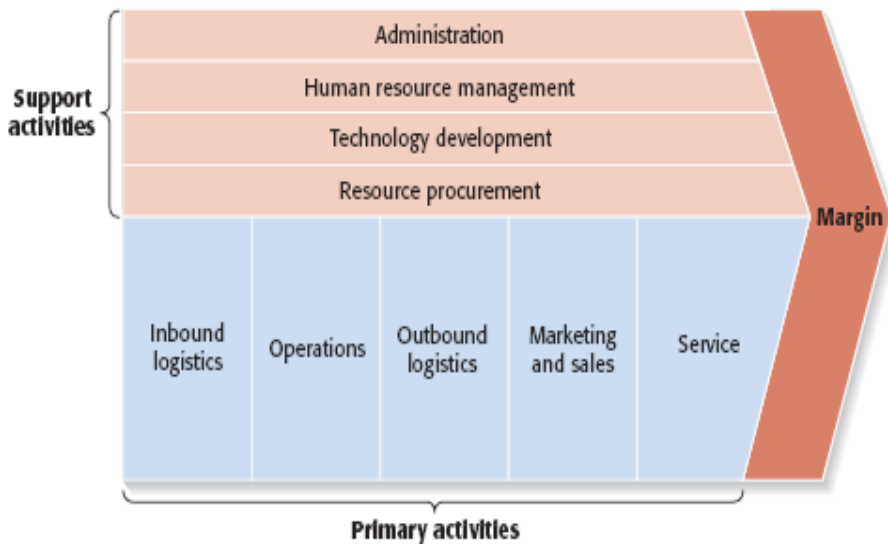 Administration
Human resource management
Technology development
Resource procurement
Support
activities
Margin
Inbound
logistics
Operations
Outbound
logistics
Marketing
and sales
Service
Primary activities